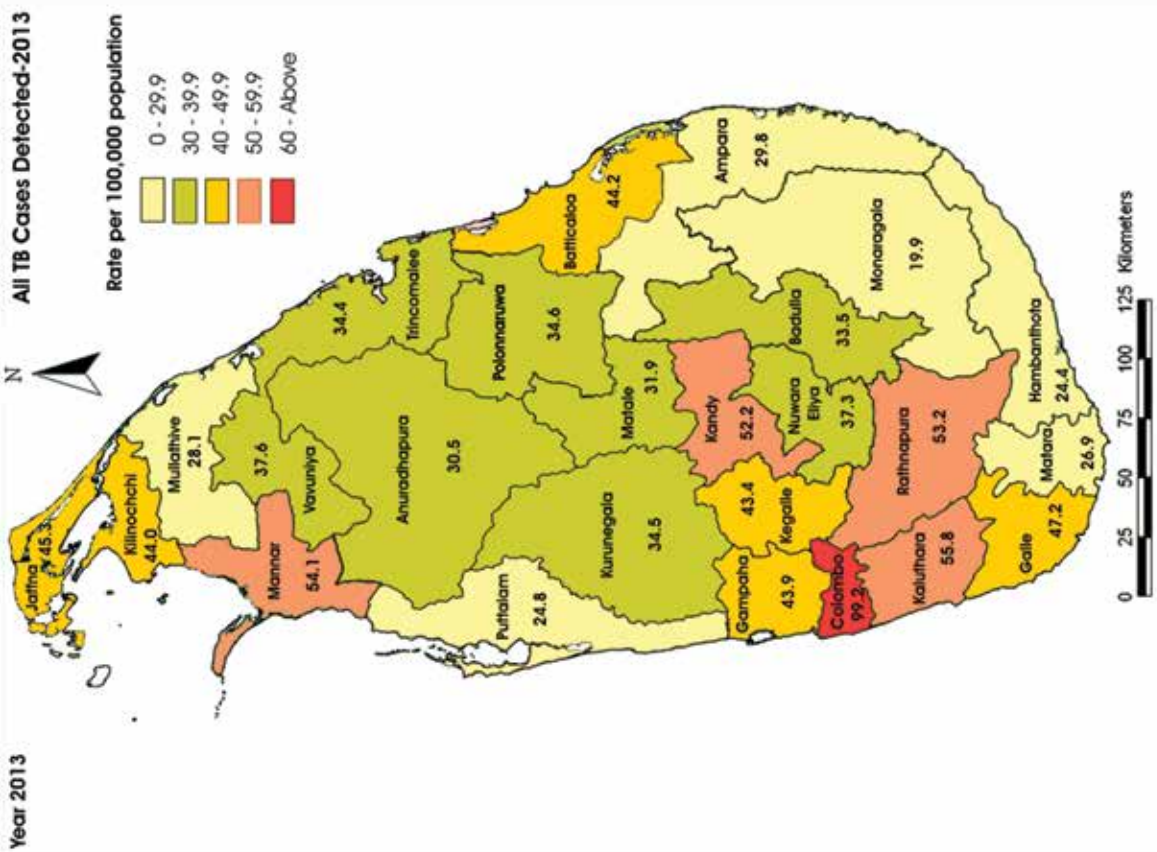 Year 2013
All TB Cases Detected-2013
Rate per 100,000 population
0 - 29.9
30 - 39.9
40 - 49.9
50 - 59.9
60 - Above
N
Jaffna
45.3
Kilinochchi
44.0
Mullatthive
28.1
Mannar
54.1
37.6
Vavuniya
34.4
Trincomalee
Anuradhapura
30.5
Polonnaruwa
34.6
Batticaloa
44.2
Puttalam
24.8
Kurunegala
34.5
Matale
31.9
Kandy
52.2
Ampara
29.8
Badulla
33.5
Nuwara
Eliya
37.3
Monaragala
19.9
Gampaha
43.9
43.4
Kegalle
Colombo
99.2
Kaluthara
55.8
Rathnapura
53.2
Galle
47.2
Matara
26.9
Hambanthota
24.4
0 25 50 75 100 125
Kilometers